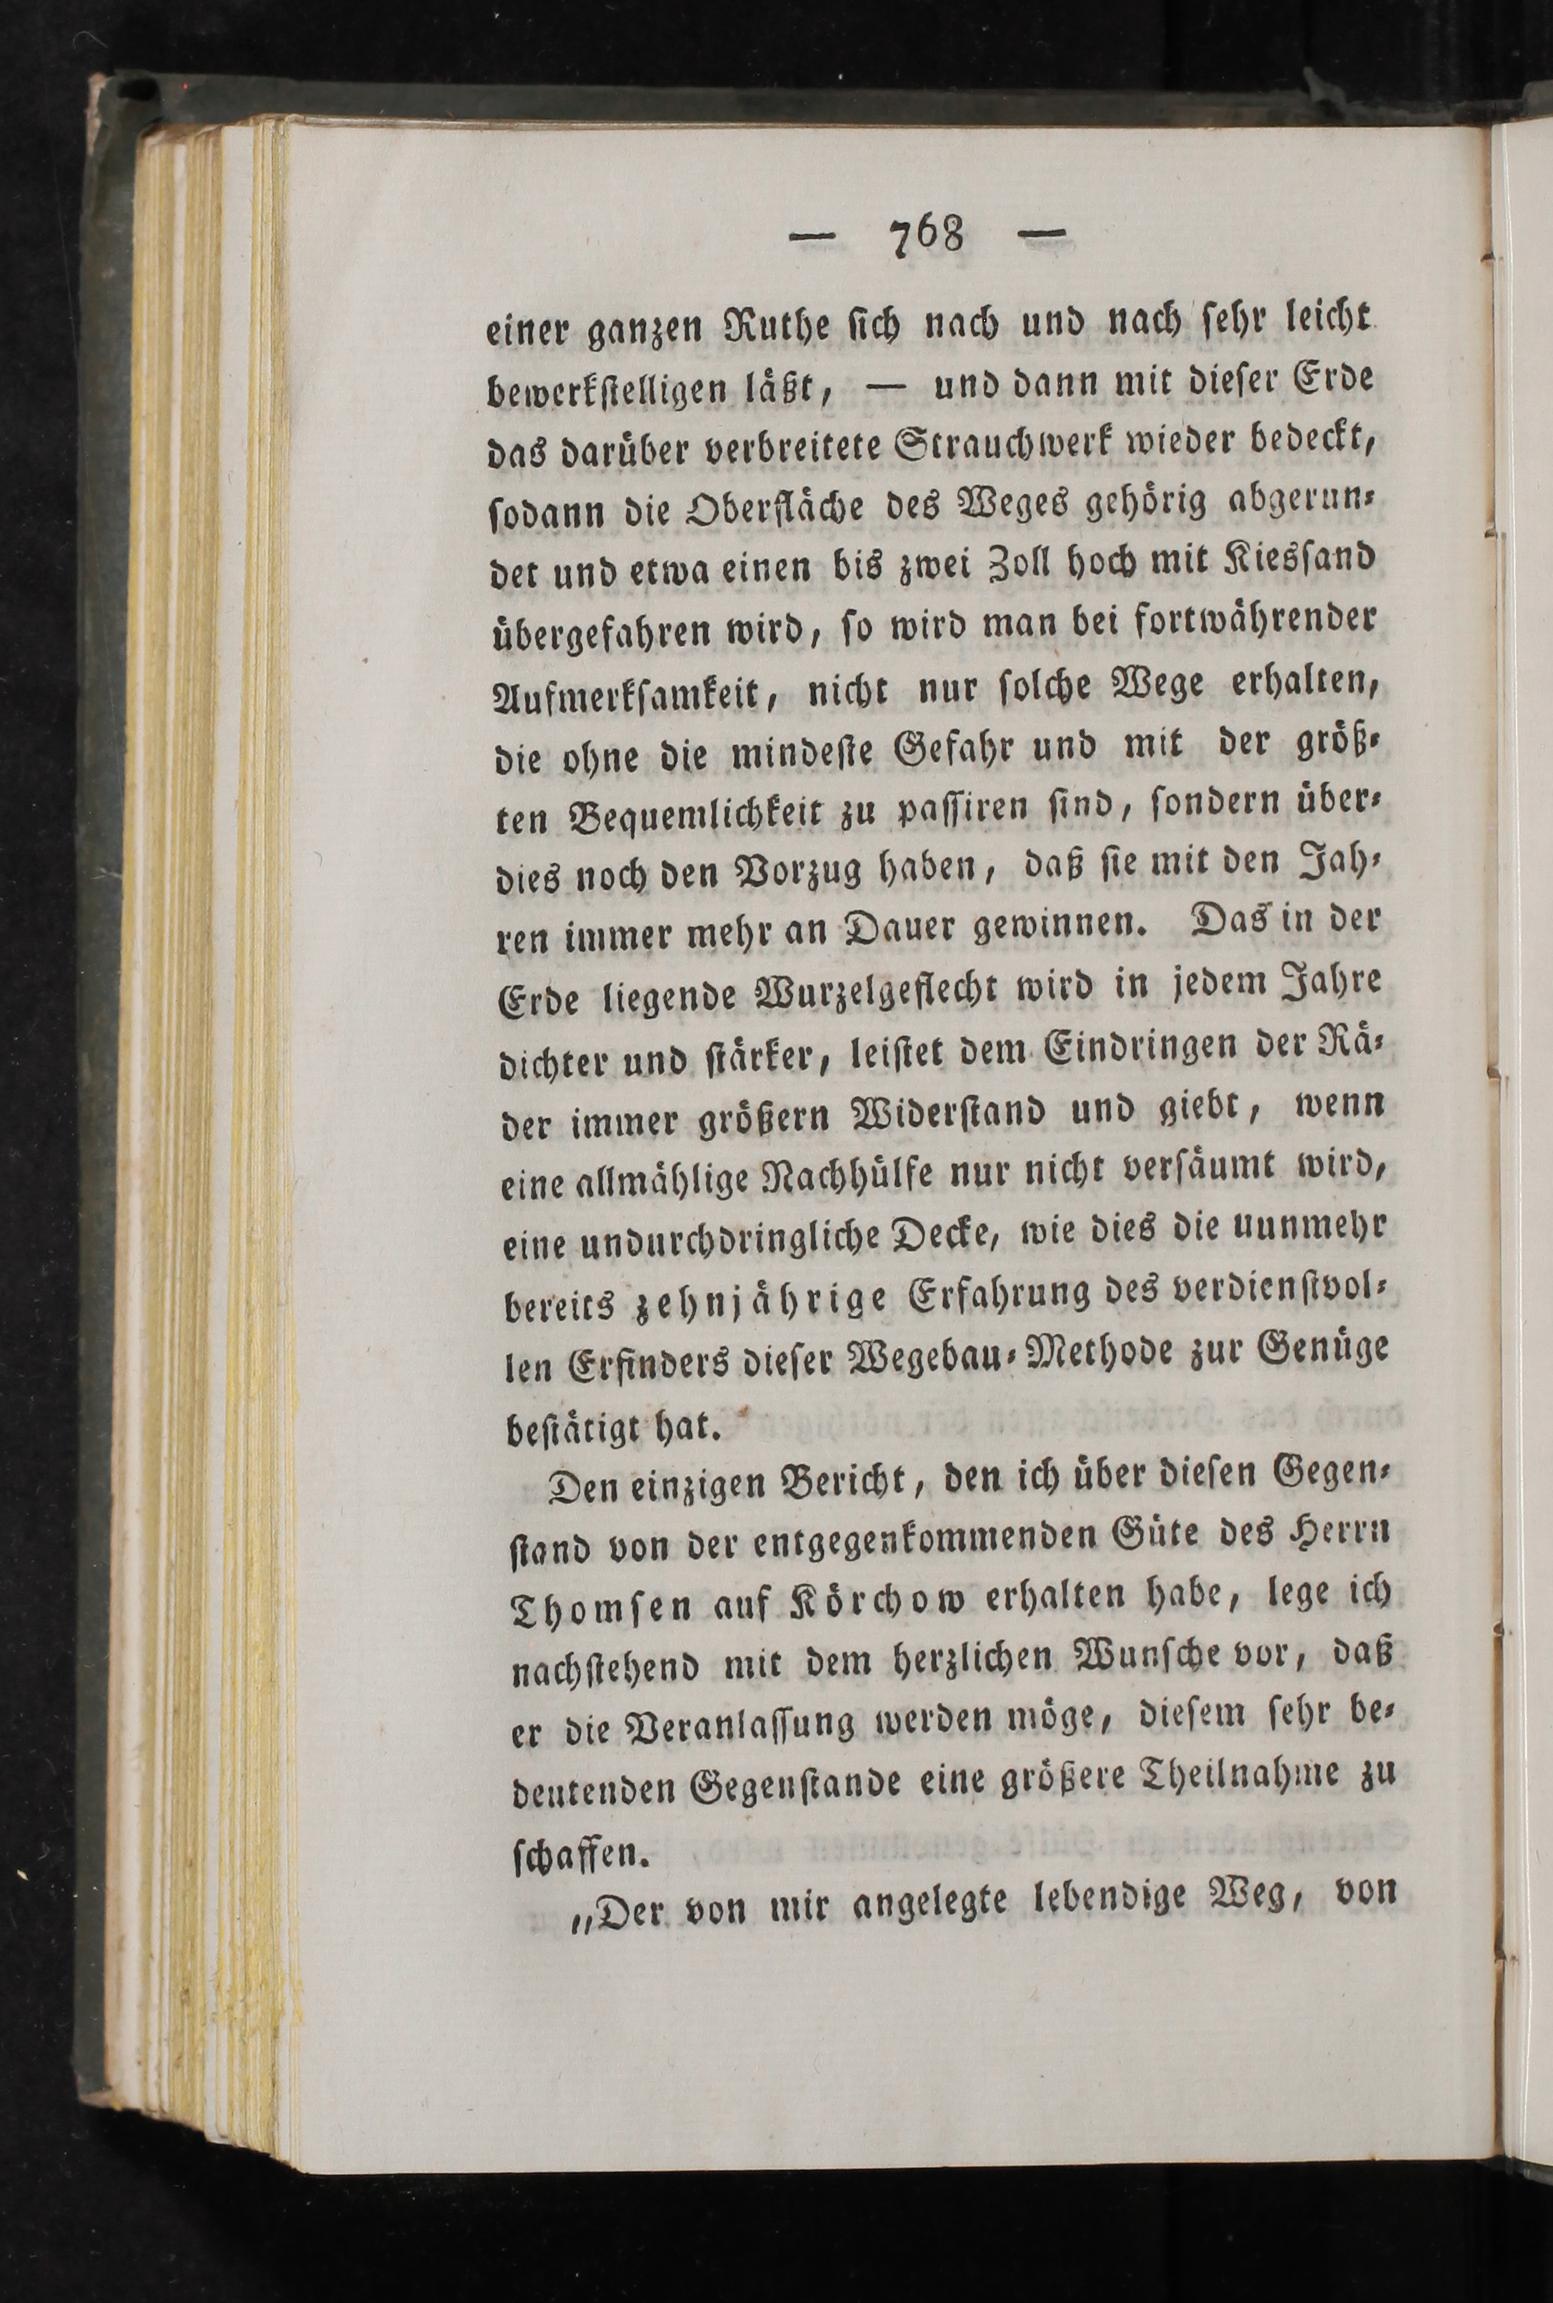 — 768 —
einer ganzen Ruthe ſich nach und nach ſehr leicht
bewerkſtelligen läßt, — und dann mit dieſer Erde
das darüber verbreitete Strauchwerk wieder bedeckt,
ſodann die Oberfläche des Weges gehörig abgerun⸗
det und etwa einen bis zwei Zoll hoch mit Kiesſand
übergefahren wird, ſo wird man bei fortwährender
Aufmerkſamkeit, nicht nur ſolche Wege erhalten,
die ohne die mindeſte Gefahr und mit der größ⸗
ten Bequemlichkeit zu paſſiren ſind, ſondern über⸗
dies noch den Vorzug haben, daß ſie mit den Jah⸗
ren immer mehr an Dauer gewinnen. Das in der
Erde liegende Wurzelgeflecht wird in jedem Jahre
dichter und ſtärker, leiſtet dem Eindringen der Rä⸗
der immer größern Widerſtand und giebt, wenn
eine allmählige Nachhülfe nur nicht verſäumt wird,
eine undurchdringliche Decke, wie dies die uunmehr
bereits zehnjährige Erfahrung des verdienſtvol⸗
len Erfinders dieſer Wegebau⸗Methode zur Genüge
beſtätigt hat.
Den einzigen Bericht, den ich über dieſen Gegen⸗
ſtand von der entgegenkommenden Güte des Herrn
Thomſen auf Körchow erhalten habe, lege ich
nachſtehend mit dem herzlichen Wunſche vor, daß
er die Veranlaſſung werden möge, dieſem ſehr be⸗
deutenden Gegenſtande eine größere Theilnahme zu
ſchaffen.
„Der von mir angelegte lebendige Weg, von